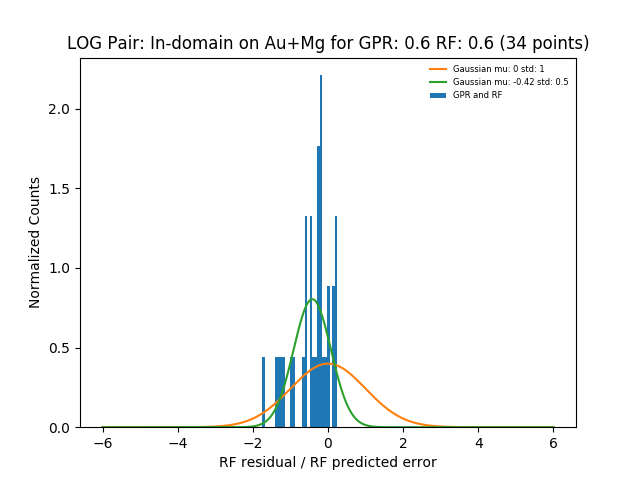 LOG Pair: In-domain on Au+Mg for GPR: 0.6 RF: 0.6 (34 points)
Gaussian mu: 0 std: 1
Gaussian mu: -0.42 std: 0.5
GPR and RF
Normalized Counts
2.0
1.5
1.0
0.5
0.0
−6 −4 −2 0 2 4 6
RF residual / RF predicted error